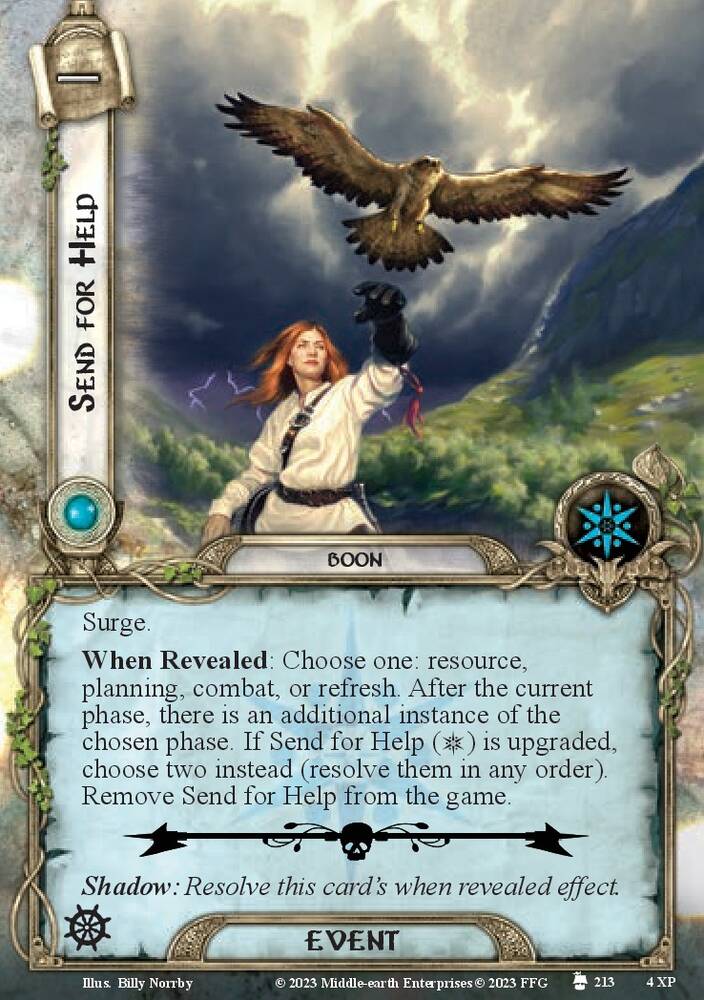 SEND FOR HELP
BOON
Surge.
When Revealed: Choose one: resource,
planning, combat, or refresh. After the current
phase, there is an additional instance of the
chosen phase. If Send for Help ( ) is upgraded,
choose two instead (resolve them in any order).
Remove Send for Help from the game.
Shadow: Resolve this card's when revealed effect.
EVENT
Illus. Billy Norrby © 2023 Middle-earth Enterprises © 2023 FFG 213 4 XP